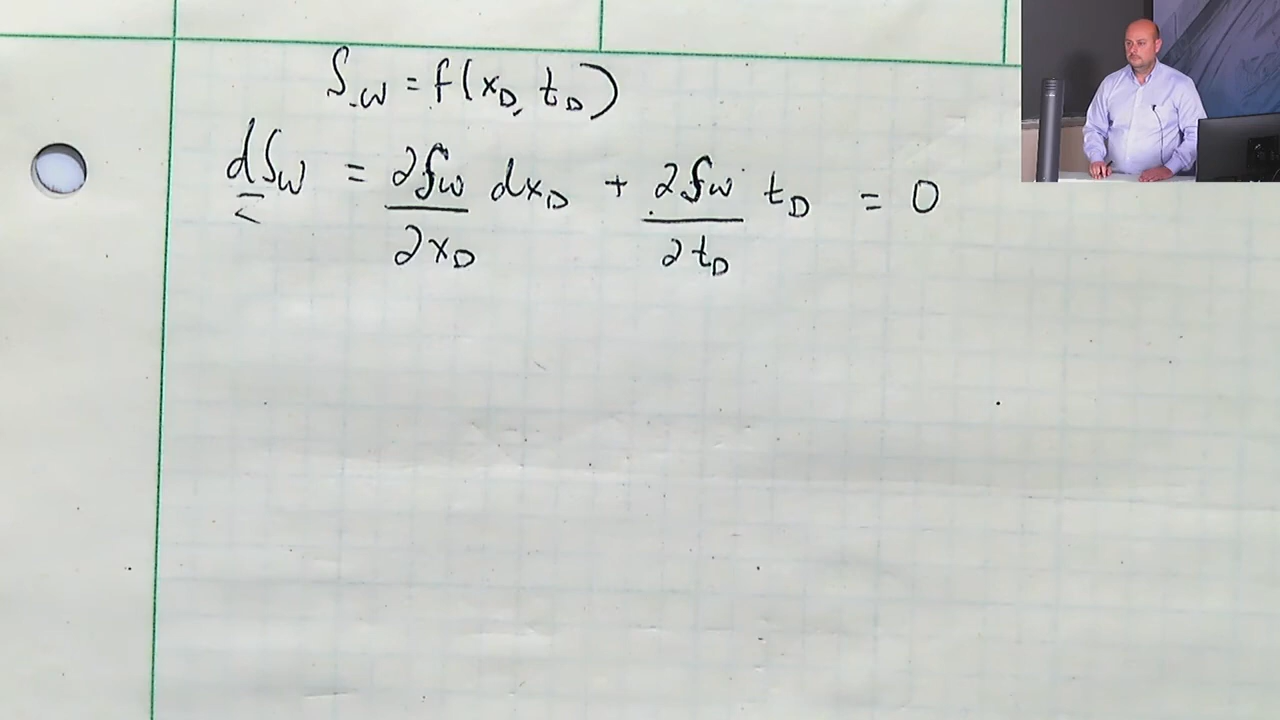 S_w = f(x_D, t_D)
dS_w = ∂f_w/∂x_D dx_D + ∂f_w/∂t_D t_D = 0